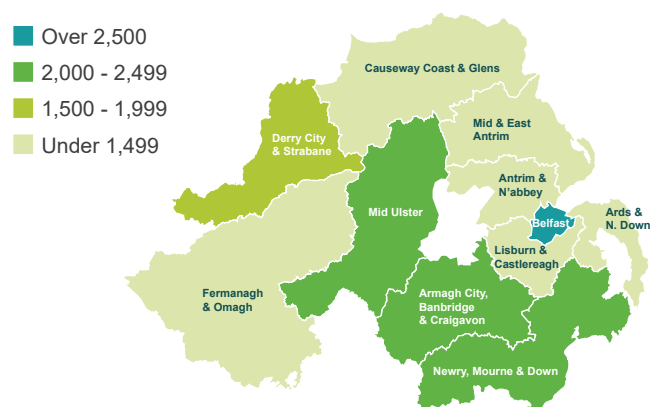 Over 2,500
2,000 - 2,499
1,500 - 1,999
Under 1,499
Causeway Coast & Glens
Derry City
& Strabane
Mid & East
Antrim
Antrim &
N'abbey
Mid Ulster
Belfast
Ards &
N. Down
Lisburn &
Castlereagh
Fermanagh
& Omagh
Armagh City,
Banbridge
& Craigavon
Newry, Mourne & Down